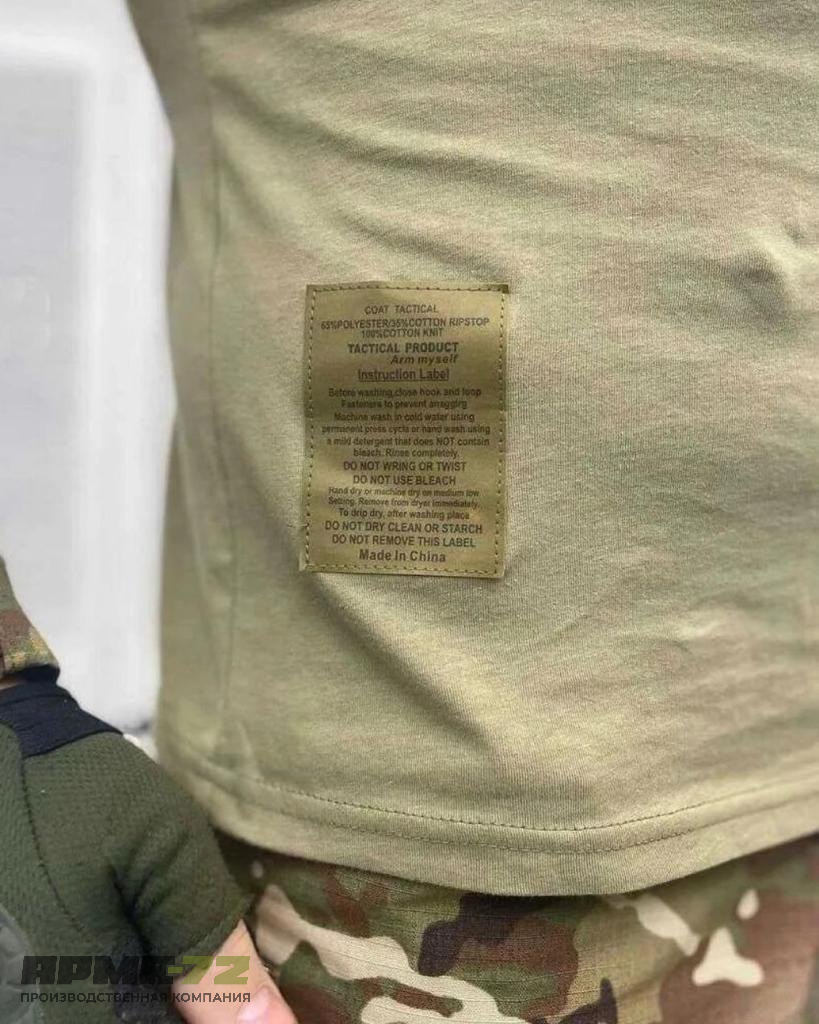 COAT TACTICAL
65%POLYESTER/35%COTTON RIPSTOP
100%COTTON KNIT
TACTICAL PRODUCT
Arm myself
Instruction Label
Before washing,close hook and loop
Fasteners to prevent snaggirg
Machine wash in cold water using
permanent press cycla or hand wash using
a mild detergent that does NOT contain
bleach. Rinse completely.
DO NOT WRING OR TWIST
DO NOT USE BLEACH
Hand dry or machine dry on medium low
Setting. Remove from dryer immediately.
To drip dry, after washing place
DO NOT DRY CLEAN OR STARCH
DO NOT REMOVE THIS LABEL
Made In China
АРМК-72
ПРОИЗВОДСТВЕННАЯ КОМПАНИЯ